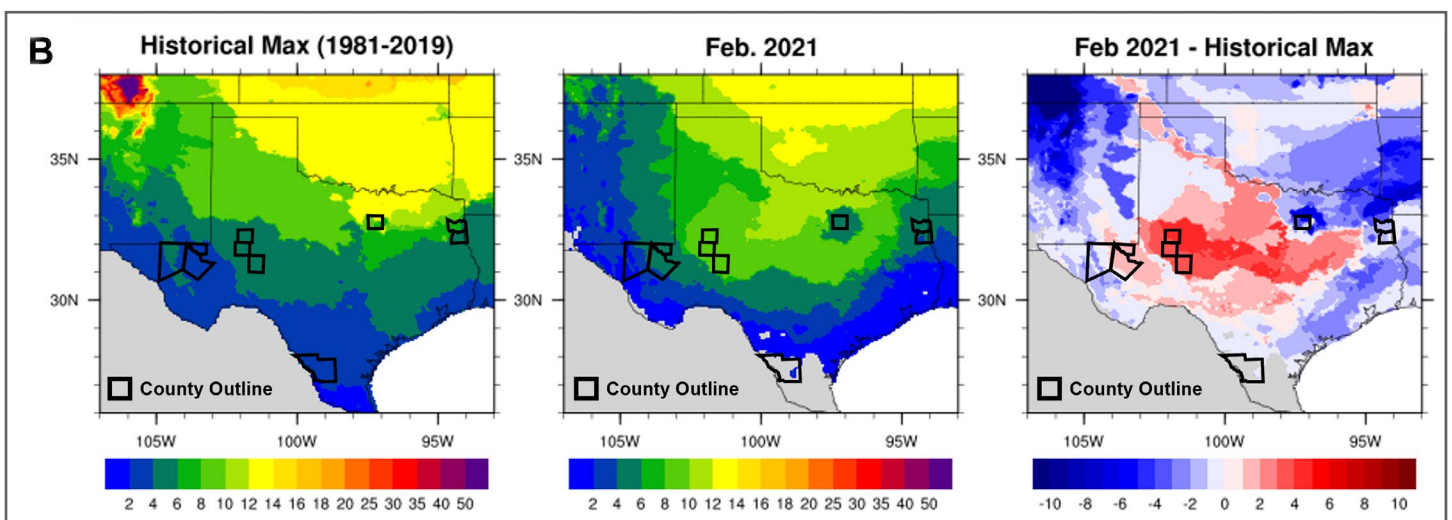 B
Historical Max (1981-2019)
Feb. 2021
Feb 2021 - Historical Max
35N
30N
105W
100W
95W
County Outline
2 4 6 8 10 12 14 16 18 20 25 30 35 40 50
35N
30N
105W
100W
95W
County Outline
2 4 6 8 10 12 14 16 18 20 25 30 35 40 50
35N
30N
105W
100W
95W
County Outline
-10 -8 -6 -4 -2 0 2 4 6 8 10